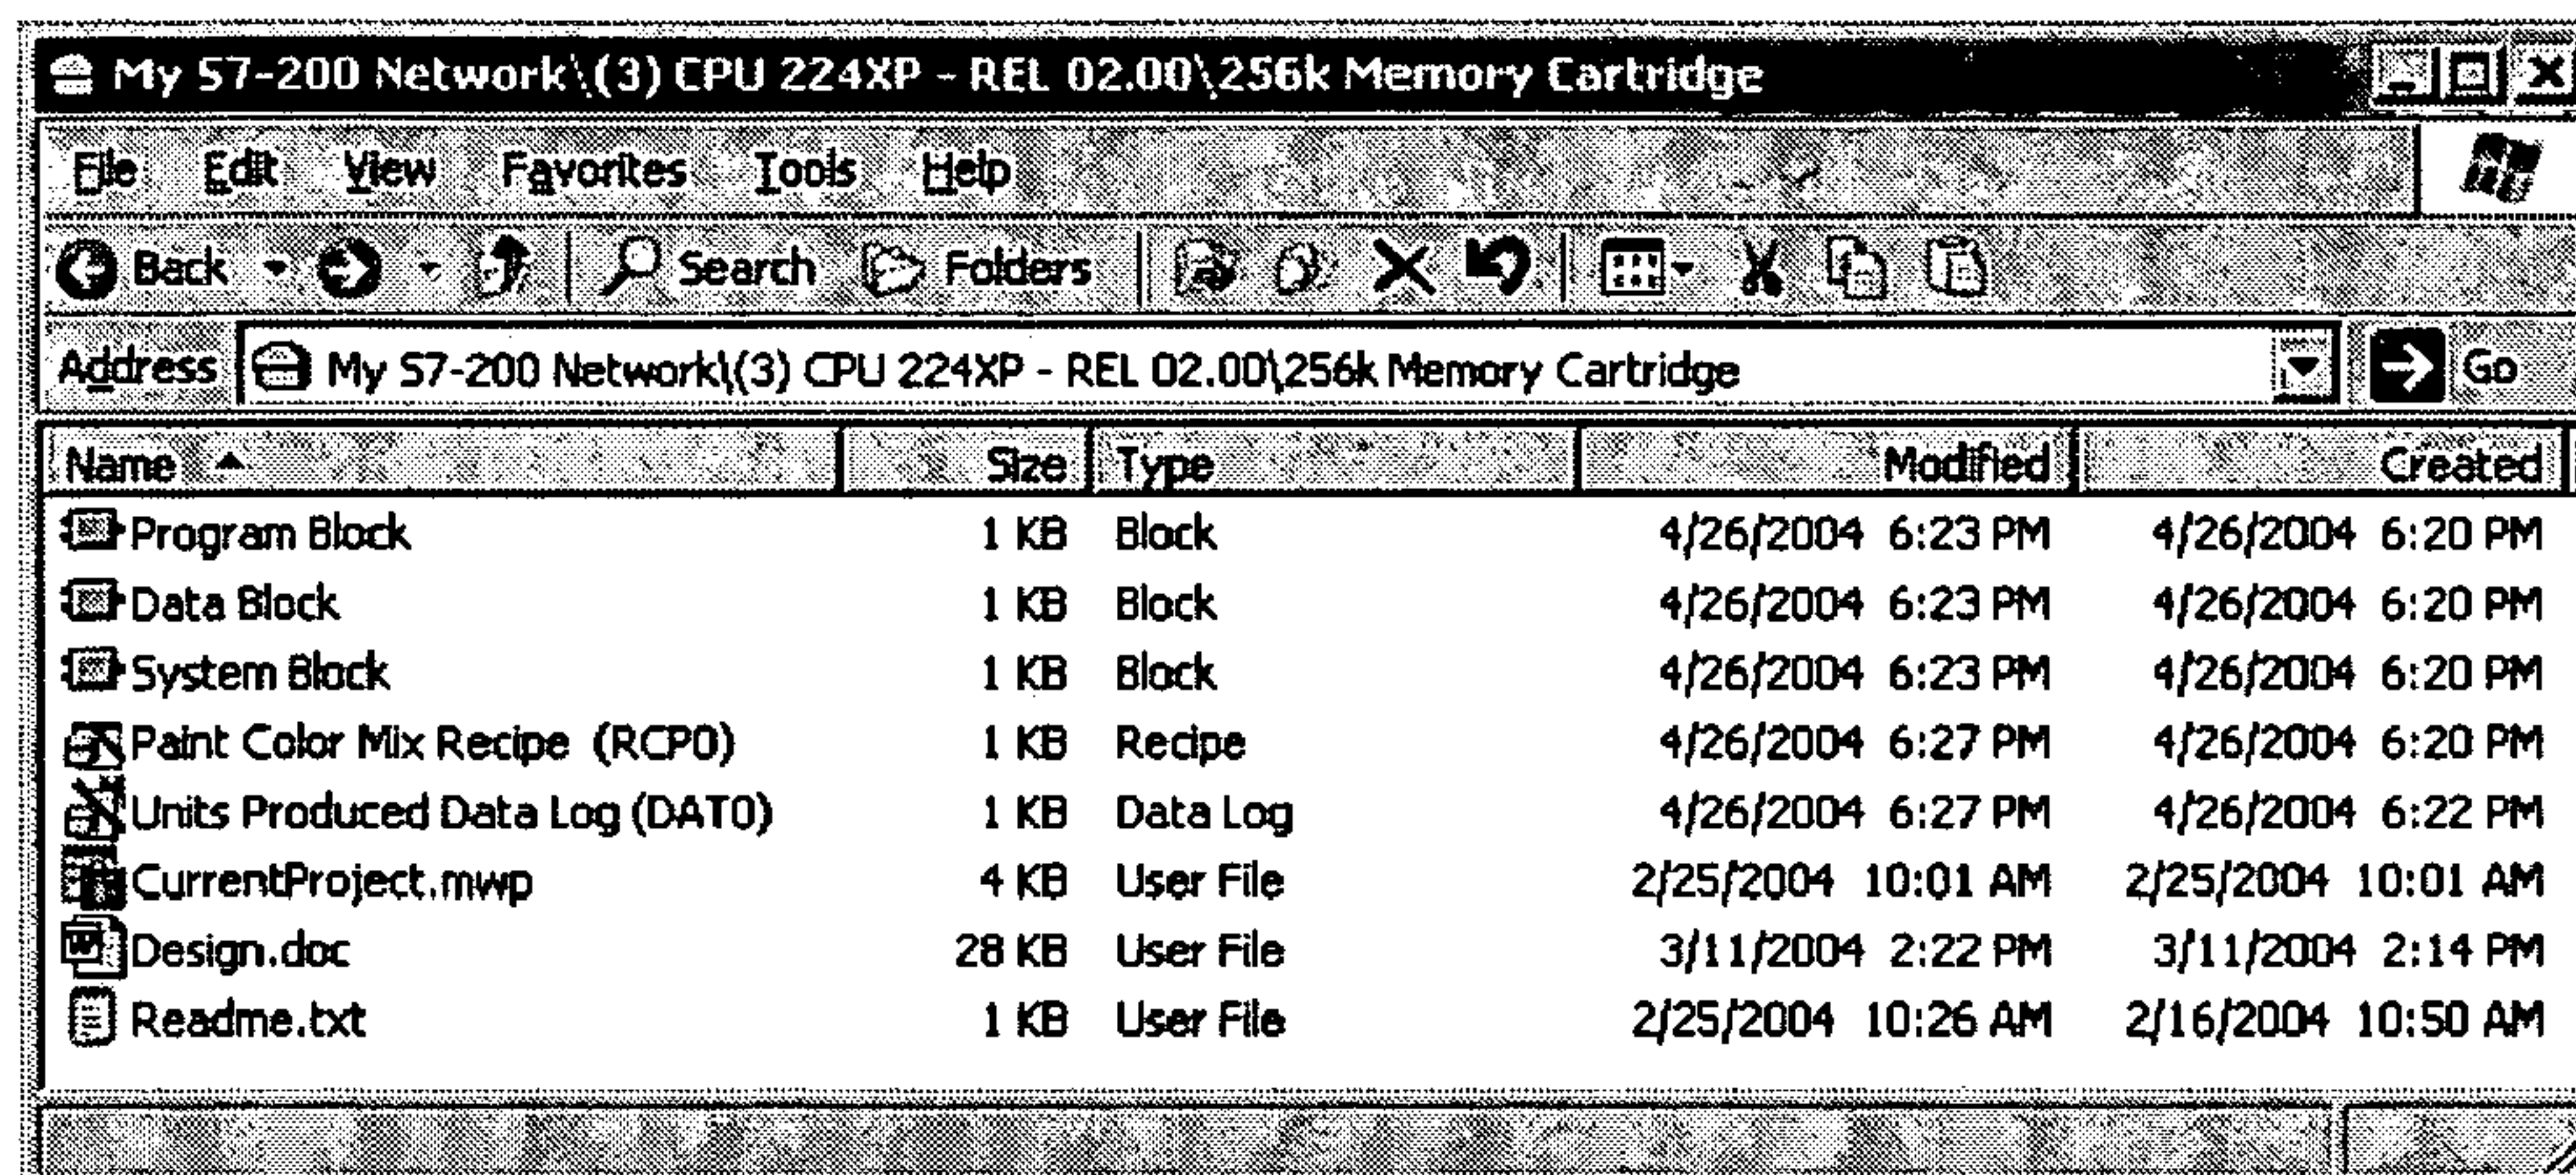 My S7-200 Network\(3) CPU 224XP - REL 02.00\256k Memory Cartridge
File Edit View Favorites Tools Help
Back Search Folders
Address My S7-200 Network\(3) CPU 224XP - REL 02.00\256k Memory Cartridge Go
Name Size Type Modified Created
Program Block 1 KB Block 4/26/2004 6:23 PM 4/26/2004 6:20 PM
Data Block 1 KB Block 4/26/2004 6:23 PM 4/26/2004 6:20 PM
System Block 1 KB Block 4/26/2004 6:23 PM 4/26/2004 6:20 PM
Paint Color Mix Recipe (RCP0) 1 KB Recipe 4/26/2004 6:27 PM 4/26/2004 6:20 PM
Units Produced Data Log (DAT0) 1 KB Data Log 4/26/2004 6:27 PM 4/26/2004 6:22 PM
CurrentProject.mwp 4 KB User File 2/25/2004 10:01 AM 2/25/2004 10:01 AM
Design.doc 28 KB User File 3/11/2004 2:22 PM 3/11/2004 2:14 PM
Readme.txt 1 KB User File 2/25/2004 10:26 AM 2/16/2004 10:50 AM